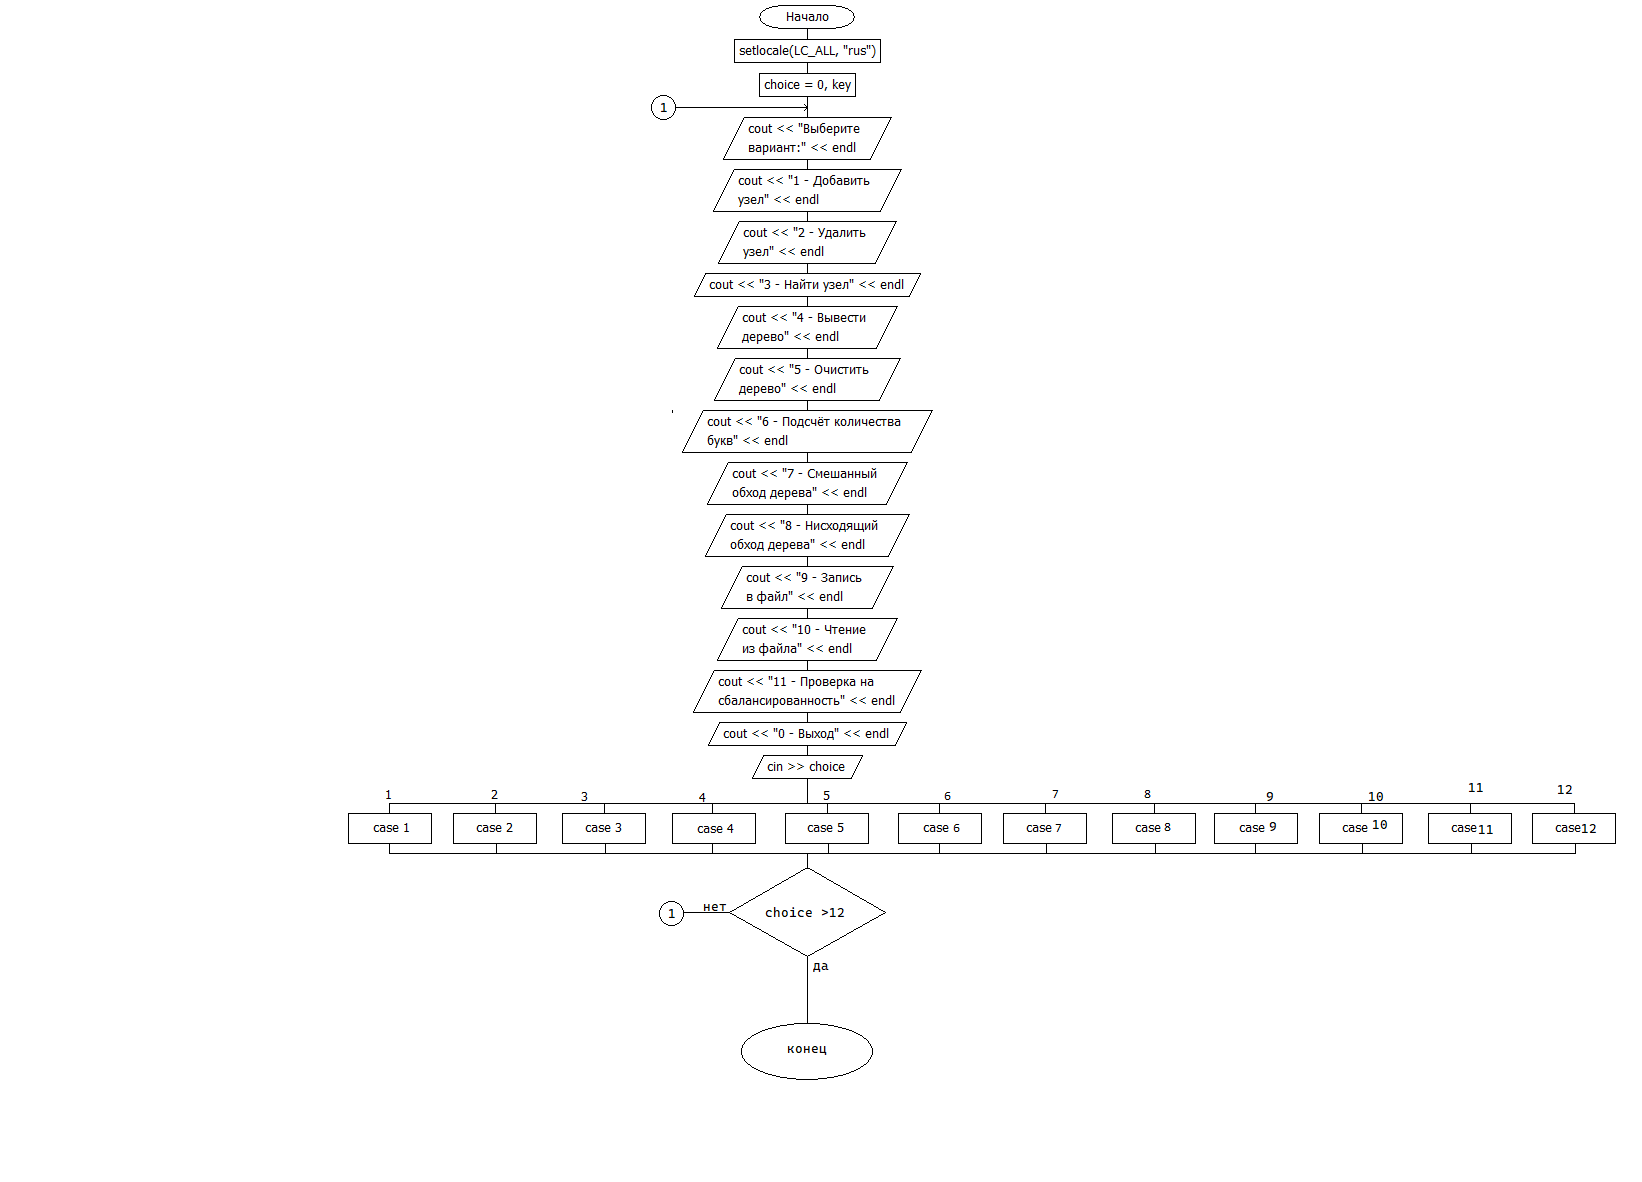 Начало
setlocale(LC_ALL, "rus")
choice = 0, key
1
cout << "Выберите
вариант:" << endl
cout << "1 - Добавить
узел" << endl
cout << "2 - Удалить
узел" << endl
cout << "3 - Найти узел" << endl
cout << "4 - Вывести
дерево" << endl
cout << "5 - Очистить
дерево" << endl
cout << "6 - Подсчёт количества
букв" << endl
cout << "7 - Смешанный
обход дерева" << endl
cout << "8 - Нисходящий
обход дерева" << endl
cout << "9 - Запись
в файл" << endl
cout << "10 - Чтение
из файла" << endl
cout << "11 - Проверка на
сбалансированность" << endl
cout << "0 - Выход" << endl
cin >> choice
1 2 3 4 5 6 7 8 9 10 11 12
case 1 case 2 case 3 case 4 case 5 case 6 case 7 case 8 case 9 case 10 case11 case12
1 нет choice >12
да
конец